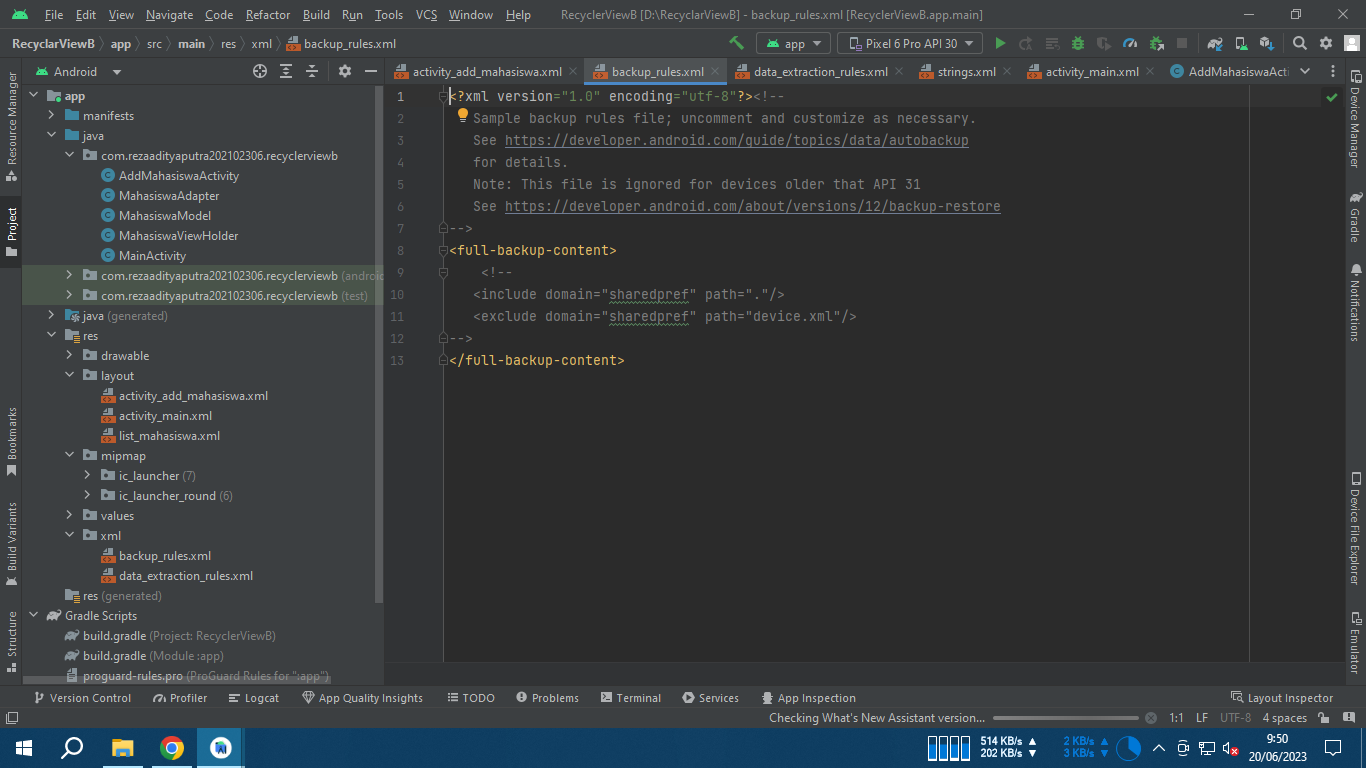 File Edit View Navigate Code Refactor Build Run Tools VCS Window Help RecyclerViewB [D:\RecyclarViewB] - backup_rules.xml [RecyclerViewB.app.main]
RecyclarViewB app src main res xml backup_rules.xml app Pixel 6 Pro API 30
Android
activity_add_mahasiswa.xml backup_rules.xml data_extraction_rules.xml strings.xml activity_main.xml AddMahasiswaActi
Resource Manager
Project
Bookmarks
Build Variants
Structure
app
manifests
java
com.rezaadityaputra202102306.recyclerviewb
AddMahasiswaActivity
MahasiswaAdapter
MahasiswaModel
MahasiswaViewHolder
MainActivity
com.rezaadityaputra202102306.recyclerviewb (androic
com.rezaadityaputra202102306.recyclerviewb (test)
java (generated)
res
drawable
layout
activity_add_mahasiswa.xml
activity_main.xml
list_mahasiswa.xml
mipmap
ic_launcher (7)
ic_launcher_round (6)
values
xml
backup_rules.xml
data_extraction_rules.xml
res (generated)
Gradle Scripts
build.gradle (Project: RecyclerViewB)
build.gradle (Module :app)
proguard-rules.pro (ProGuard Rules for ":app")
1 <?xml version="1.0" encoding="utf-8"?><!--
2 Sample backup rules file; uncomment and customize as necessary.
3 See https://developer.android.com/guide/topics/data/autobackup
4 for details.
5 Note: This file is ignored for devices older that API 31
6 See https://developer.android.com/about/versions/12/backup-restore
7 -->
8 <full-backup-content>
9 <!--
10 <include domain="sharedpref" path="."/>
11 <exclude domain="sharedpref" path="device.xml"/>
12 -->
13 </full-backup-content>
Device Manager
Gradle
Notifications
Device File Explorer
Emulator
Version Control Profiler Logcat App Quality Insights TODO Problems Terminal Services App Inspection Layout Inspector
Checking What's New Assistant version... 1:1 LF UTF-8 4 spaces
514 KB/s 2 KB/s 9:50
202 KB/s 3 KB/s 20/06/2023